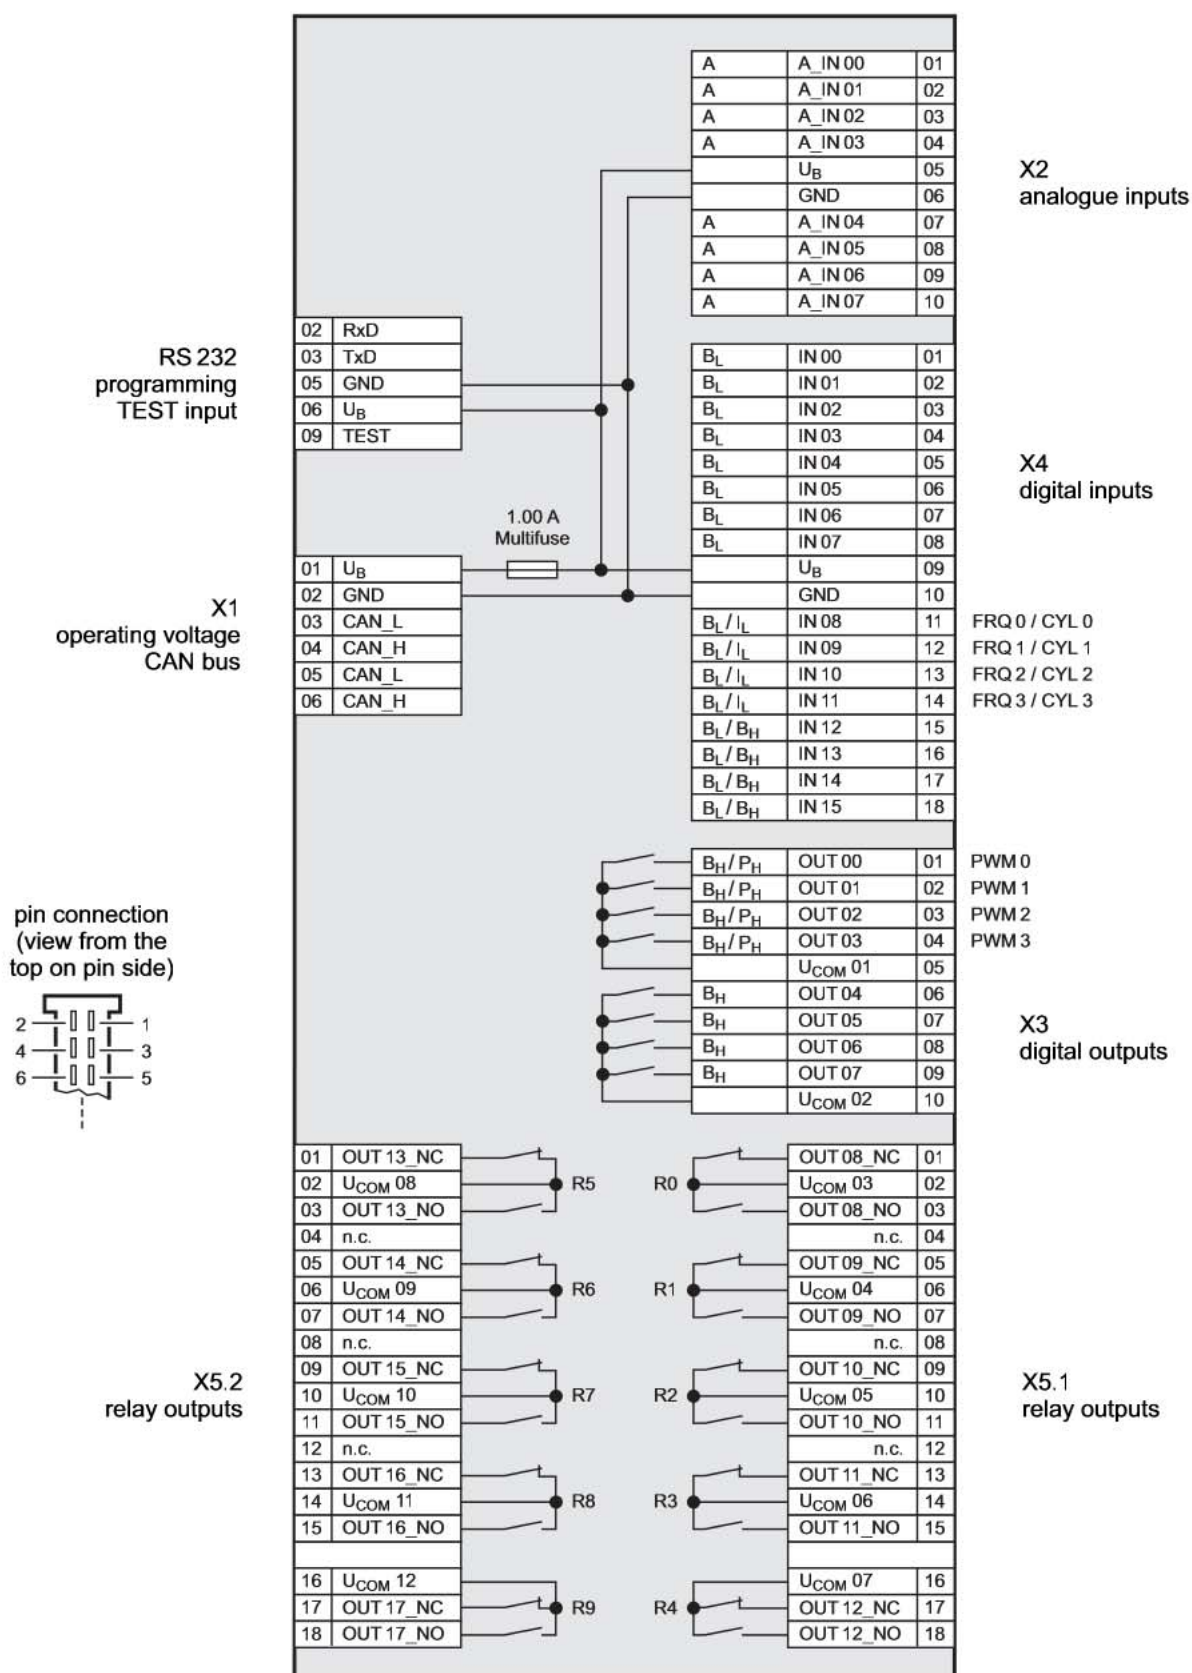 A A_IN 00 01
A A_IN 01 02
A A_IN 02 03
A A_IN 03 04
UB 05
GND 06
A A_IN 04 07
A A_IN 05 08
A A_IN 06 09
A A_IN 07 10
X2
analogue inputs
RS 232
programming
TEST input
02 RxD
03 TxD
05 GND
06 UB
09 TEST
BL IN 00 01
BL IN 01 02
BL IN 02 03
BL IN 03 04
BL IN 04 05
BL IN 05 06
BL IN 06 07
BL IN 07 08
UB 09
GND 10
BL / IL IN 08 11 FRQ 0 / CYL 0
BL / IL IN 09 12 FRQ 1 / CYL 1
BL / IL IN 10 13 FRQ 2 / CYL 2
BL / IL IN 11 14 FRQ 3 / CYL 3
BL / BH IN 12 15
BL / BH IN 13 16
BL / BH IN 14 17
BL / BH IN 15 18
X4
digital inputs
1.00 A
Multifuse
X1
operating voltage
CAN bus
01 UB
02 GND
03 CAN_L
04 CAN_H
05 CAN_L
06 CAN_H
BH / PH OUT 00 01 PWM 0
BH / PH OUT 01 02 PWM 1
BH / PH OUT 02 03 PWM 2
BH / PH OUT 03 04 PWM 3
UCOM 01 05
BH OUT 04 06
BH OUT 05 07
BH OUT 06 08
BH OUT 07 09
UCOM 02 10
X3
digital outputs
pin connection
(view from the
top on pin side)
2 1
4 3
6 5
X5.2
relay outputs
01 OUT 13_NC
02 UCOM 08 R5
03 OUT 13_NO
04 n.c.
05 OUT 14_NC
06 UCOM 09 R6
07 OUT 14_NO
08 n.c.
09 OUT 15_NC
10 UCOM 10 R7
11 OUT 15_NO
12 n.c.
13 OUT 16_NC
14 UCOM 11 R8
15 OUT 16_NO
16 UCOM 12
17 OUT 17_NC R9
18 OUT 17_NO
OUT 08_NC 01
R0 UCOM 03 02
OUT 08_NO 03
n.c. 04
OUT 09_NC 05
R1 UCOM 04 06
OUT 09_NO 07
n.c. 08
OUT 10_NC 09
R2 UCOM 05 10
OUT 10_NO 11
n.c. 12
OUT 11_NC 13
R3 UCOM 06 14
OUT 11_NO 15
UCOM 07 16
R4 OUT 12_NC 17
OUT 12_NO 18
X5.1
relay outputs